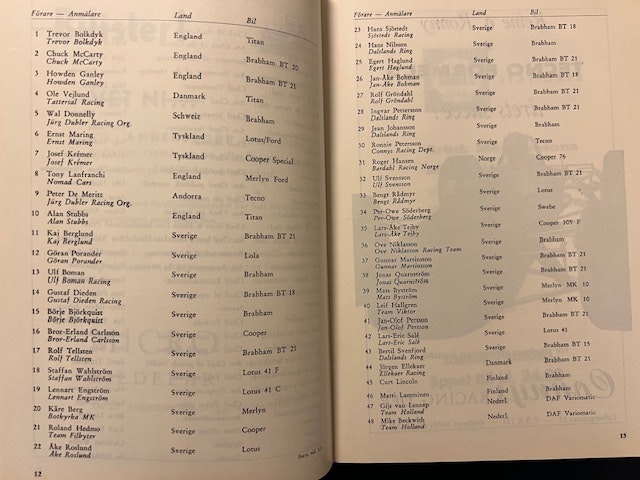 Förare — Anmälare Land Bil
1 Trevor Bolkdyk England Titan
Trevor Bolkdyk
2 Chuck McCarty England Brabham BT 20
Chuck McCarty
3 Howden Ganley England Brabham BT 21
Howden Ganley
4 Ole Vejlund Danmark Titan
Tattersal Racing
5 Wal Donnelly Schweiz Brabham
Jürg Dubler Racing Org.
6 Ernst Maring Tyskland Lotus/Ford
Ernst Maring
7 Josef Krémer Tyskland Cooper Special
Josef Krémer
8 Tony Lanfranchi England Merlyn Ford
Nomad Cars
9 Peter De Meritt Andorra Tecno
Jürg Dubler Racing Org.
10 Alan Stubbs England Titan
Alan Stubbs
11 Kaj Berglund Sverige Brabham BT 21
Kaj Berglund
12 Göran Porander Sverige Lola
Göran Porander
13 Ulf Boman Sverige Brabham
Ulf Boman Racing
14 Gustaf Dieden Sverige Brabham BT 18
Gustaf Dieden Racing
15 Börje Björkquist Sverige Brabham
Börje Björkquist
16 Bror-Erland Carlsson Sverige Cooper
Bror-Erland Carlsson
17 Rolf Tellsten Sverige Brabham BT 21
Rolf Tellsten
18 Staffan Wahlström Sverige Lotus 41 F
Staffan Wahlström
19 Lennart Engström Sverige Lotus 41 C
Lennart Engström
20 Kåre Berg Sverige Merlyn
Botkyrka MK
21 Roland Hedmo Sverige Cooper
Team Filbyter
22 Åke Roslund Sverige Lotus
Åke Roslund
12
Förare — Anmälare Land Bil
23 Hans Sjöstedt Sverige Brabham BT 18
Sjöstedts Racing
24 Hans Nilsson Sverige Brabham
Dalslands Ring
25 Egert Haglund Sverige Brabham BT 21
Egert Haglund
26 Jan-Åke Bohman Sverige Brabham BT 18
Jan-Åke Bohman
27 Rolf Gröndahl Sverige Brabham BT 21
Rolf Gröndahl
28 Ingvar Pettersson Sverige Brabham BT 21
Dalslands Ring
29 Jean Johansson Sverige Brabham
Dalslands Ring
30 Ronnie Peterson Sverige Tecno
Connys Racing Dept.
31 Roger Hansen Norge Cooper 76
Bardahl Racing Norge
32 Ulf Svensson Sverige Brabham BT 21
Ulf Svensson
33 Bengt Rådmyr Sverige Lotus
Bengt Rådmyr
34 Per-Owe Söderberg Sverige Swebe
Per-Owe Söderberg
35 Lars-Åke Tejby Sverige Cooper 105 F
Lars-Åke Tejby
36 Ove Niklasson Sverige Brabham
Ove Niklasson Racing Team
37 Gunnar Martinsson Sverige Brabham BT 21
Gunnar Martinsson
38 Jonas Quarnström Sverige Brabham BT 21
Jonas Quarnström
39 Mats Byström Sverige Merlyn MK 10
Mats Byström
40 Leif Hallgren Sverige Merlyn MK 10
Team Viktor
41 Jan-Olof Persson Sverige Brabham BT 21
Jan-Olof Persson
42 Lars-Eric Salé Sverige Lotus 41
Lars-Eric Salé
43 Bertil Svenfjord Sverige Brabham BT 15
Dalslands Ring
44 Jörgen Ellekaer Danmark Brabham BT 21
Ellekaer Racing
45 Curt Lincoln Finland Brabham
46 Matti Lamminen Finland Brabham
47 Gijs van Lennep Nederl. DAF Variomatic
Team Holland
48 Mike Beckwith Nederl. DAF Variomatic
Team Holland
13